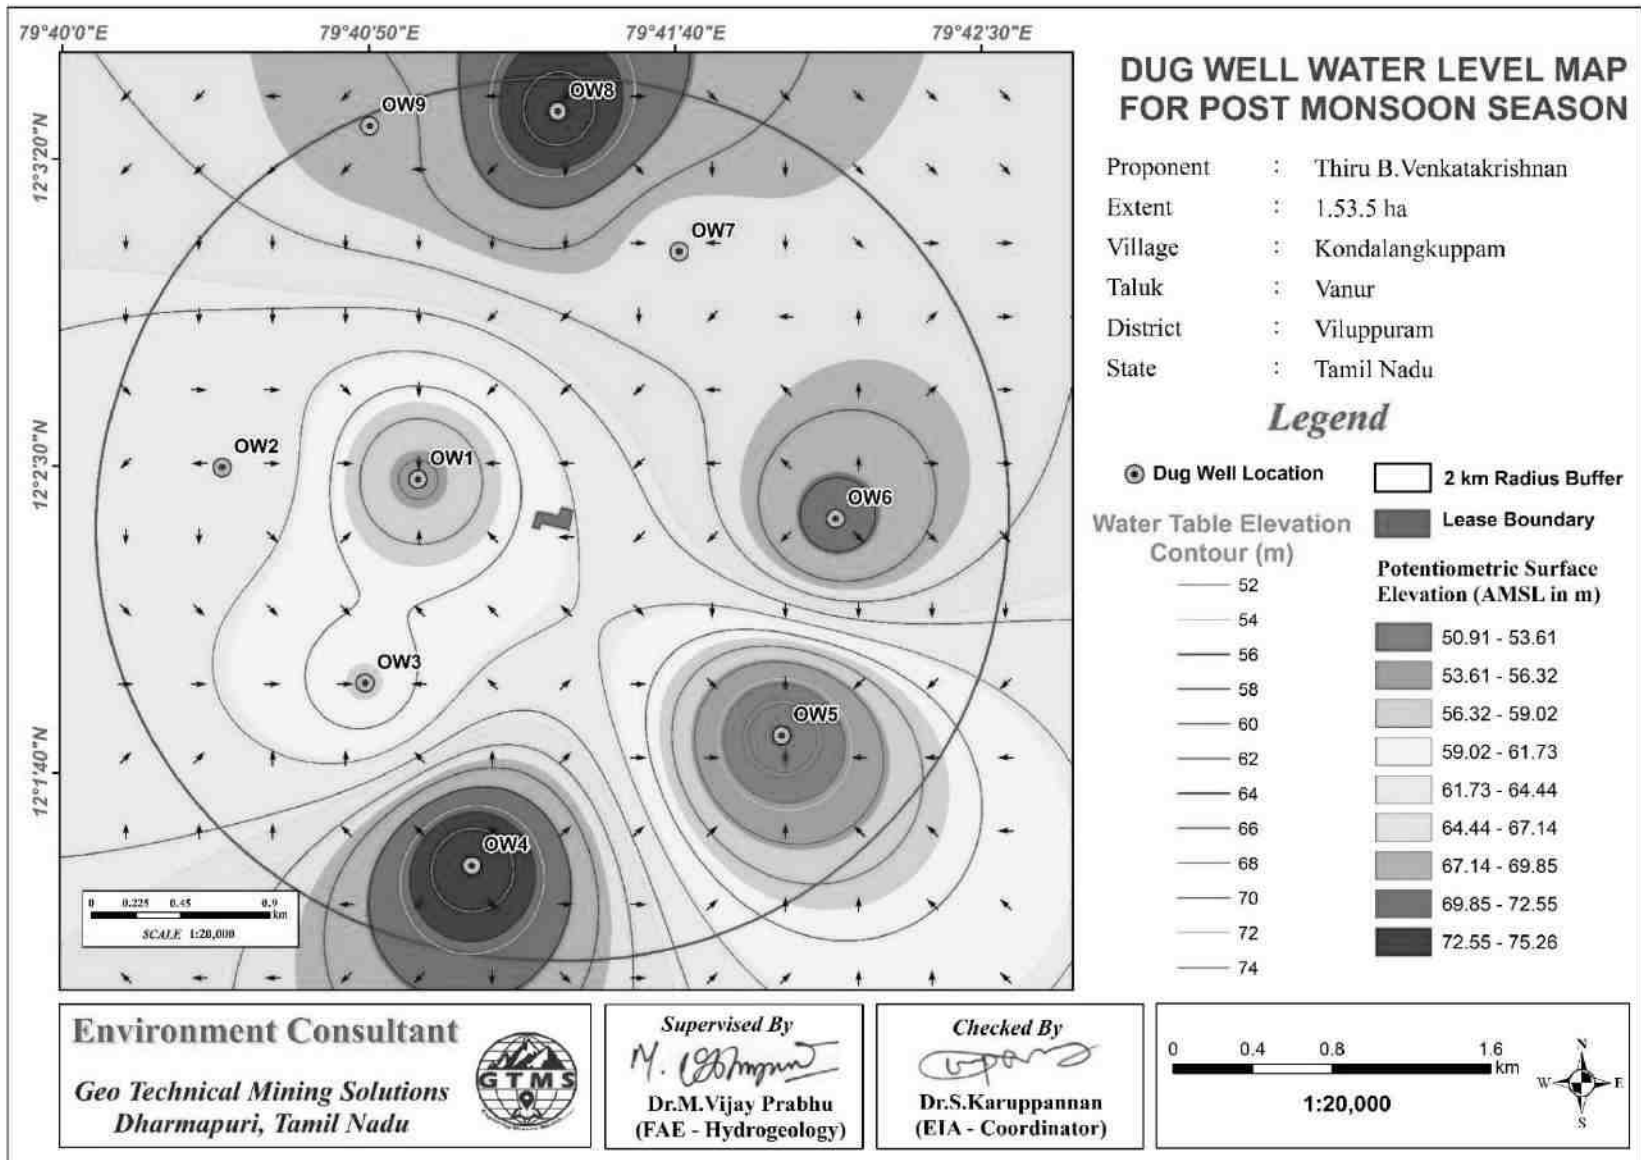 79°40'0"E
79°40'50"E
79°41'40"E
79°42'30"E
12°3'20"N
12°2'30"N
12°1'40"N
OW8
OW9
OW7
OW2
OW1
OW6
OW3
OW5
OW4
0 0.225 0.45 0.9
km
SCALE 1:20,000
DUG WELL WATER LEVEL MAP
FOR POST MONSOON SEASON
Proponent : Thiru B.Venkatakrishnan
Extent : 1.53.5 ha
Village : Kondalangkuppam
Taluk : Vanur
District : Viluppuram
State : Tamil Nadu
Legend
Dug Well Location
2 km Radius Buffer
Lease Boundary
Water Table Elevation
Contour (m)
52
54
56
58
60
62
64
66
68
70
72
74
Potentiometric Surface
Elevation (AMSL in m)
50.91 - 53.61
53.61 - 56.32
56.32 - 59.02
59.02 - 61.73
61.73 - 64.44
64.44 - 67.14
67.14 - 69.85
69.85 - 72.55
72.55 - 75.26
Environment Consultant
Geo Technical Mining Solutions
Dharmapuri, Tamil Nadu
GTMS
Supervised By
Dr.M.Vijay Prabhu
(FAE - Hydrogeology)
Checked By
Dr.S.Karuppannan
(EIA - Coordinator)
0 0.4 0.8 1.6
km
1:20,000
N
W E
S